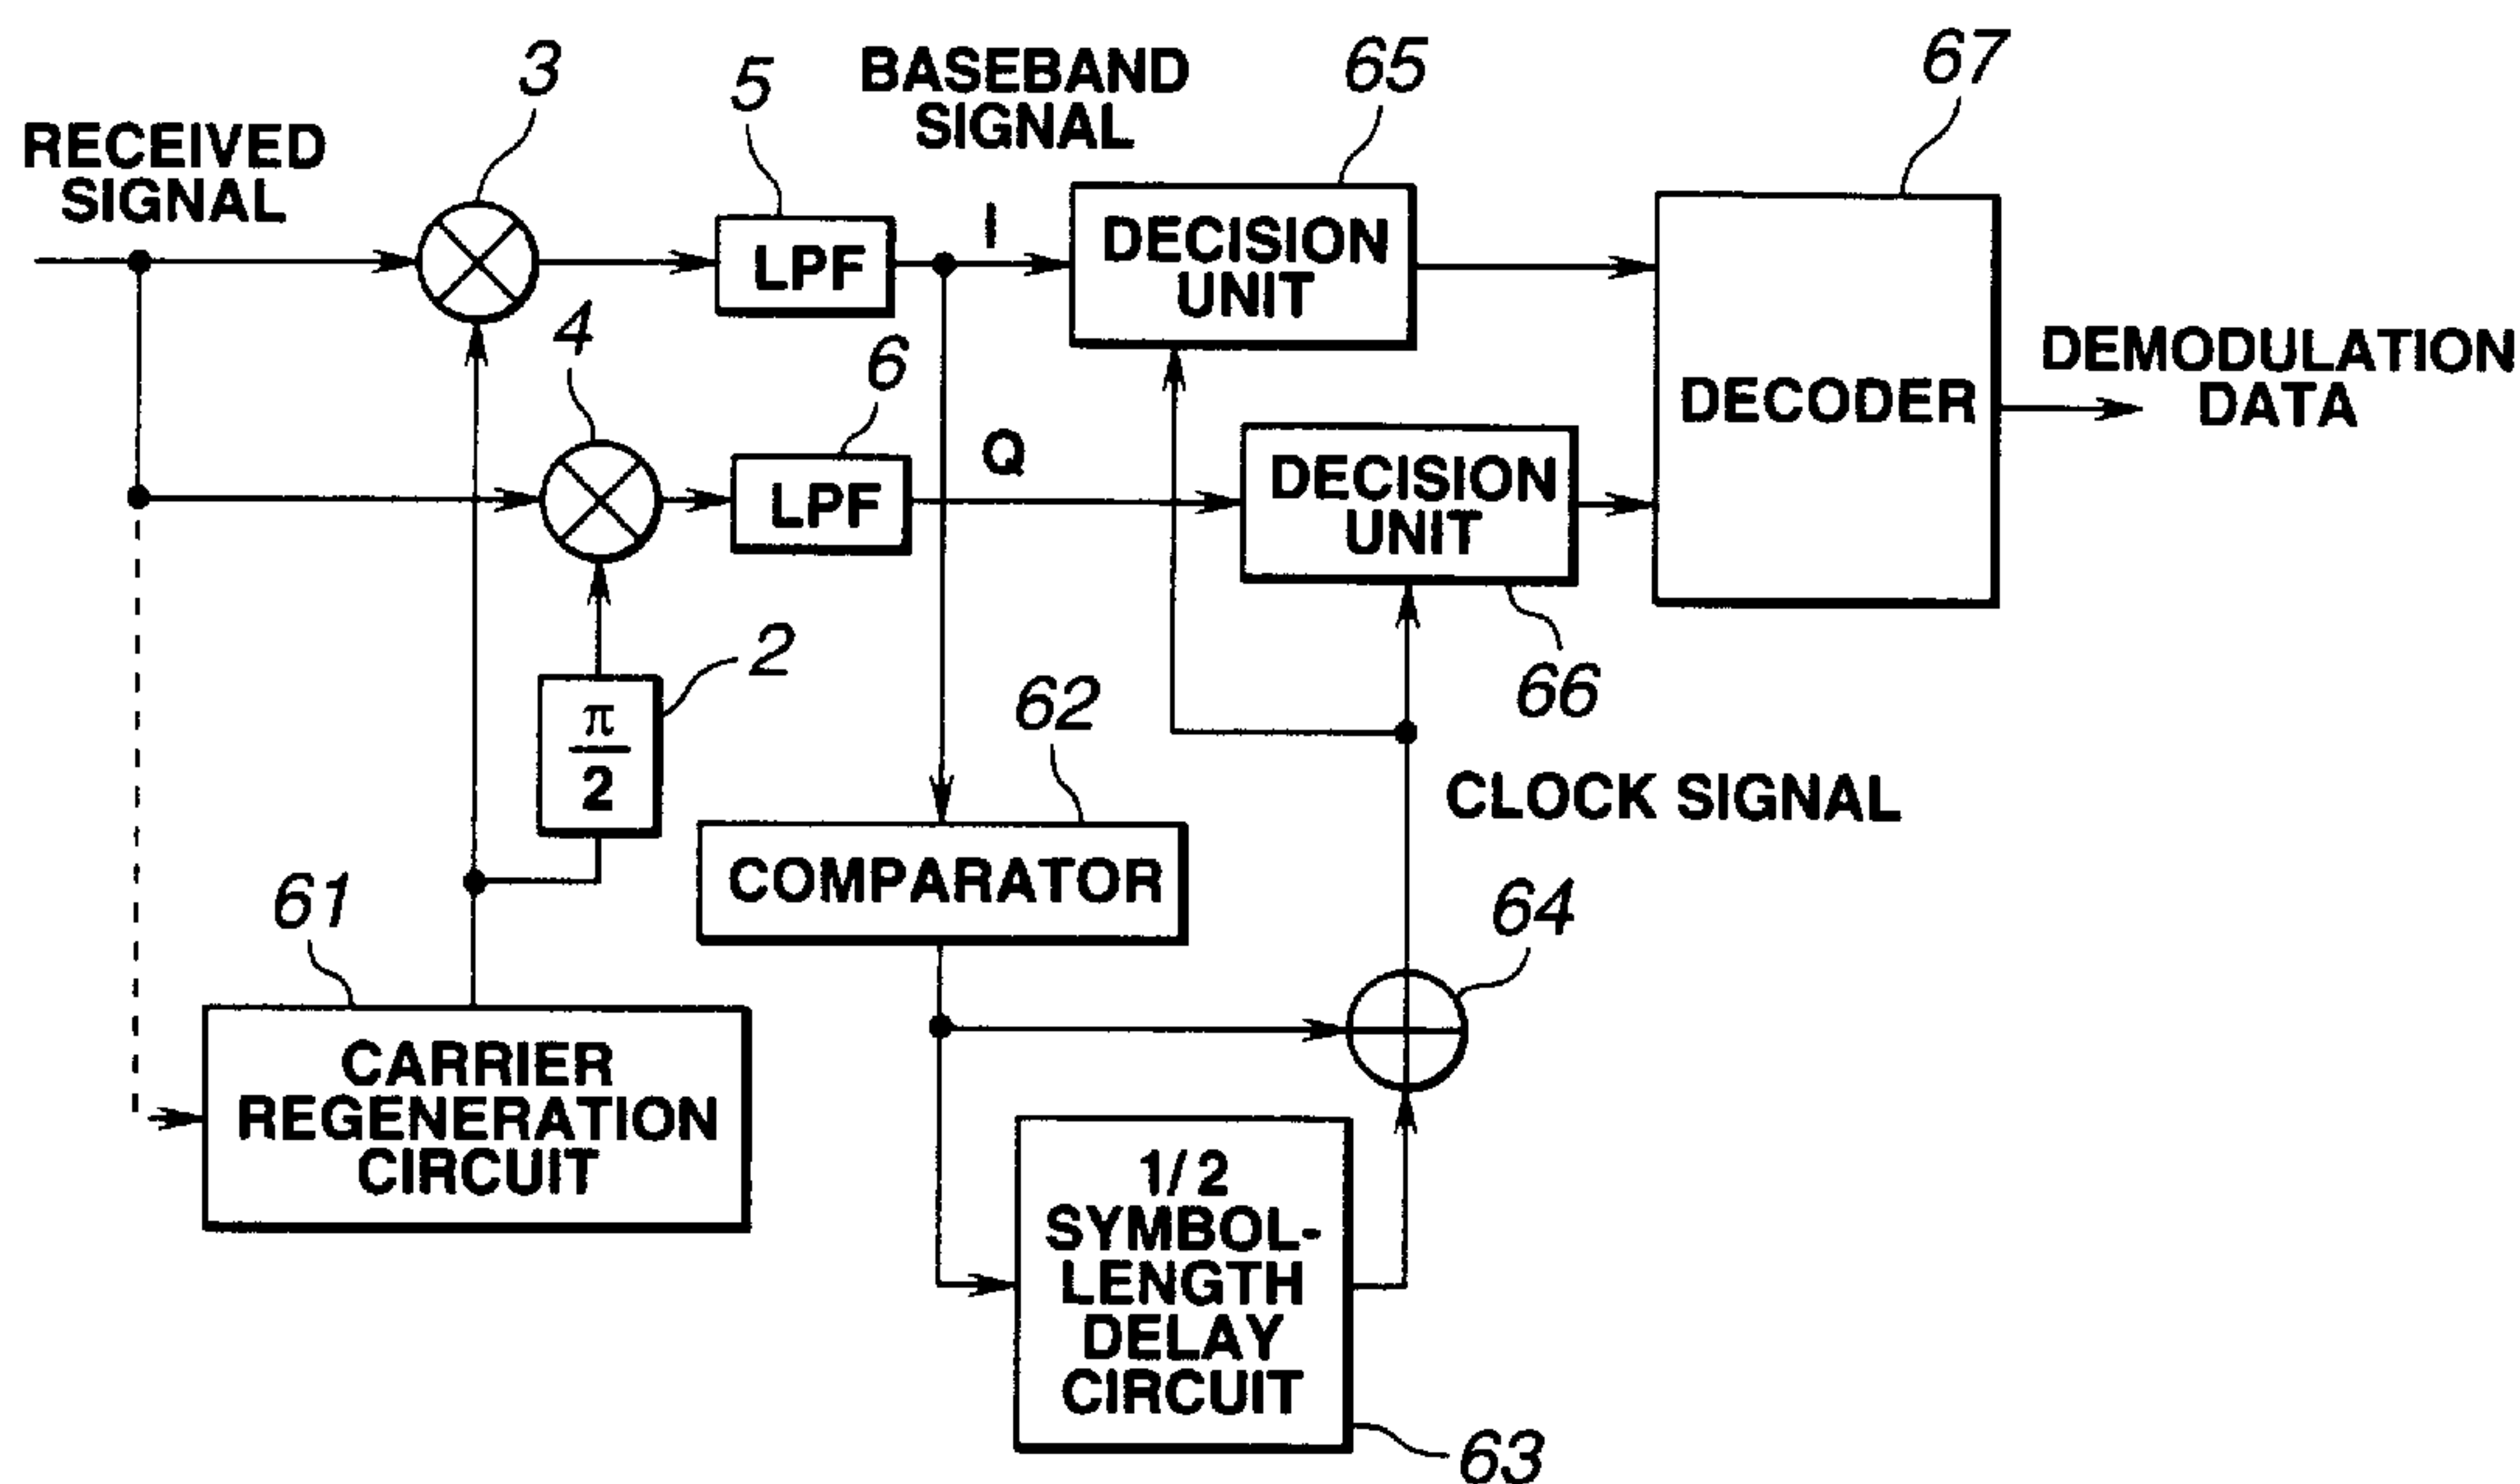 3
5
BASEBAND
SIGNAL
65
67
RECEIVED
SIGNAL
I
LPF
DECISION
UNIT
4
6
DECODER
DEMODULATION
DATA
Q
LPF
DECISION
UNIT
2
π
2
62
66
CLOCK SIGNAL
COMPARATOR
61
64
CARRIER
REGENERATION
CIRCUIT
1/2
SYMBOL-
LENGTH
DELAY
CIRCUIT
63